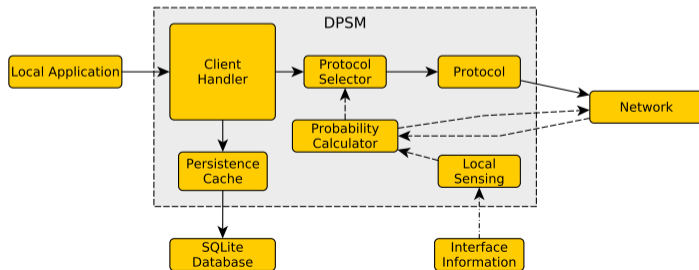 DPSM
Local Application
Client
Handler
Protocol
Selector
Protocol
Network
Probability
Calculator
Persistence
Cache
Local
Sensing
SQLite
Database
Interface
Information